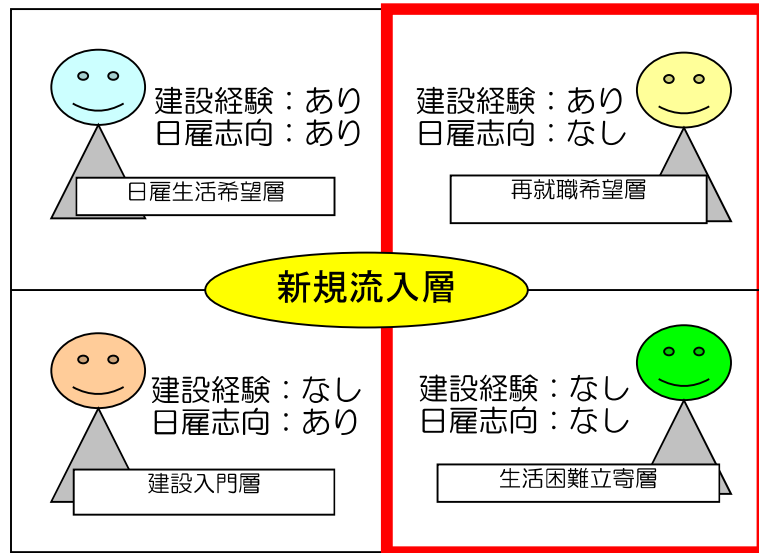 建設経験：あり
日雇志向：あり
日雇生活希望層
建設経験：あり
日雇志向：なし
再就職希望層
新規流入層
建設経験：なし
日雇志向：あり
建設入門層
建設経験：なし
日雇志向：なし
生活困難立寄層